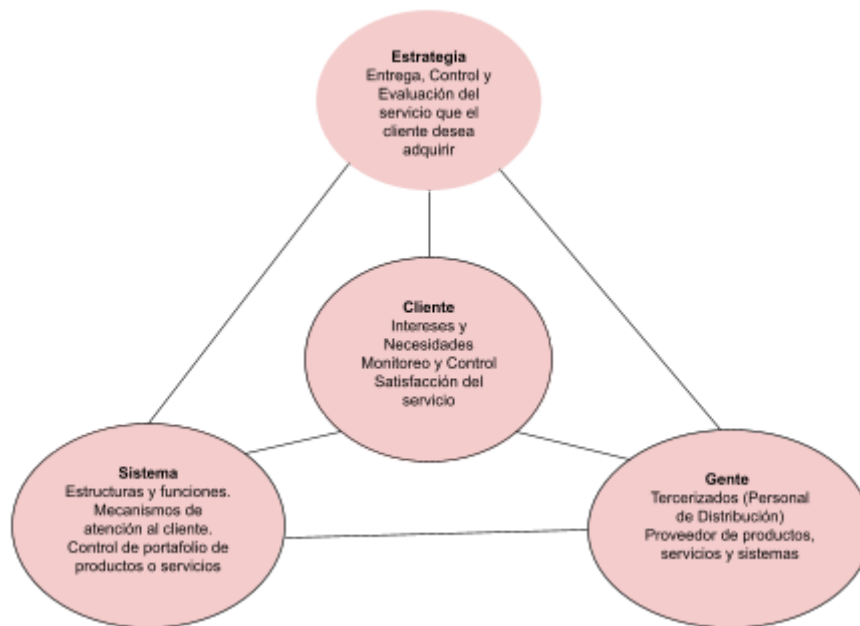 Estrategia
Entrega, Control y
Evaluación del
servicio que el
cliente desea
adquirir
Cliente
Intereses y
Necesidades
Monitoreo y Control
Satisfacción del
servicio
Sistema
Estructuras y funciones.
Mecanismos de
atención al cliente.
Control de portafolio de
productos o servicios
Gente
Tercerizados (Personal
de Distribución)
Proveedor de productos,
servicios y sistemas